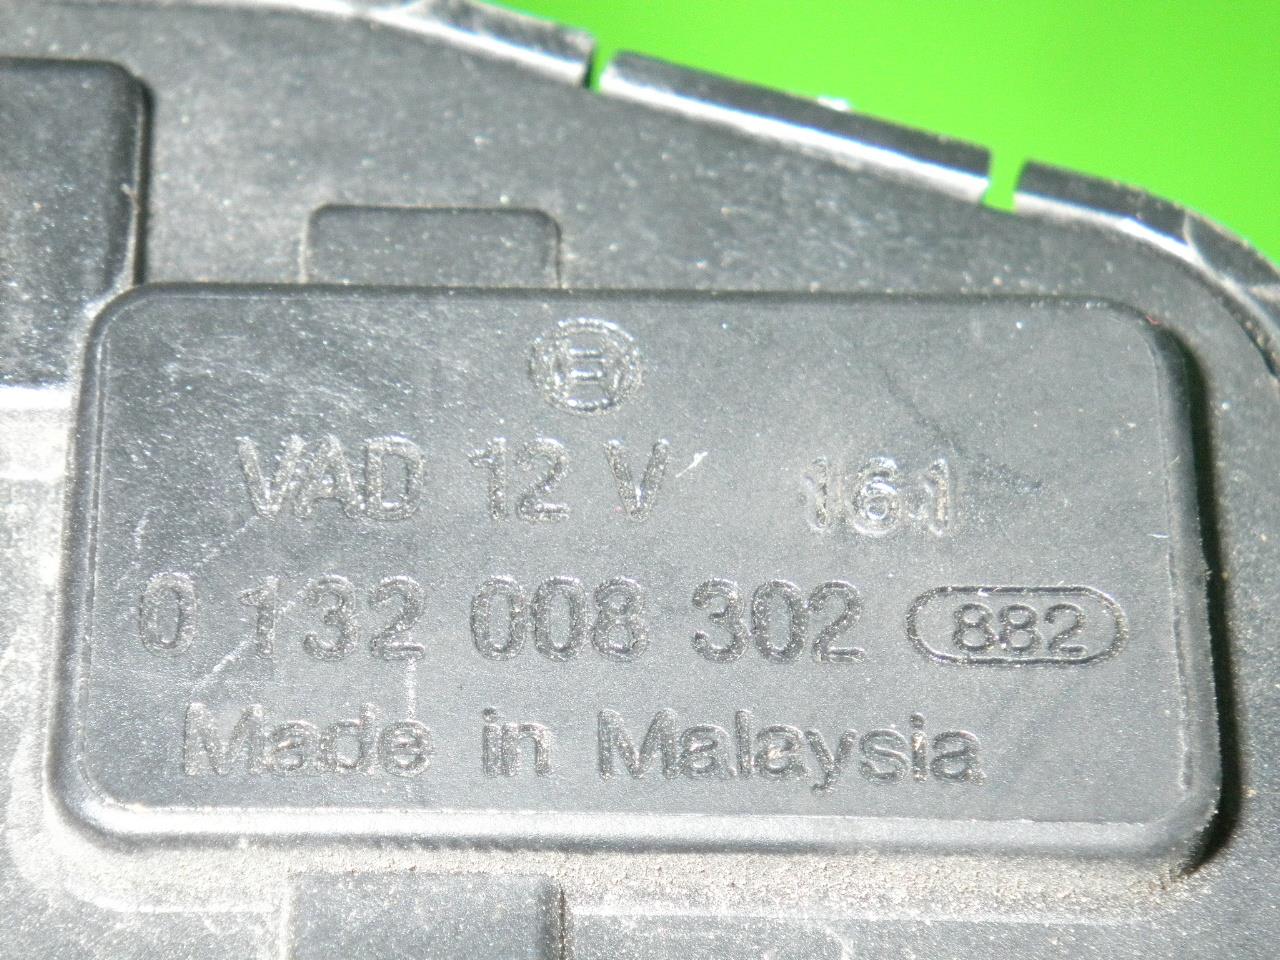 VAD 12 V 161
0 132 008 302 882
Made in Malaysia